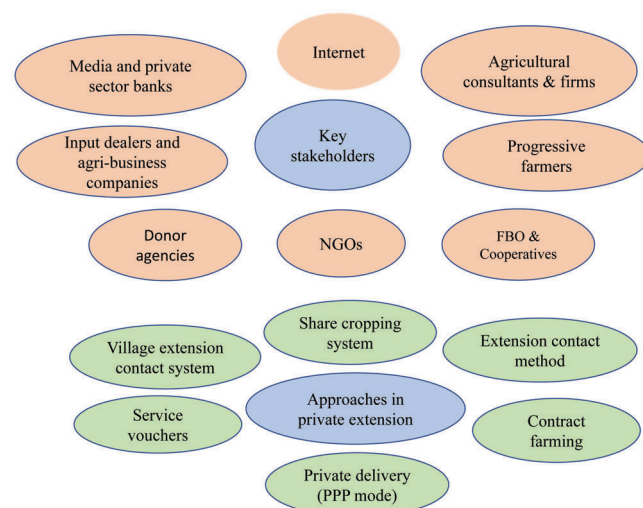 Internet
Media and private
sector banks
Agricultural
consultants & firms
Key
stakeholders
Input dealers and
agri-business
companies
Progressive
farmers
Donor
agencies
NGOs
FBO &
Cooperatives
Share cropping
system
Village extension
contact system
Extension contact
method
Approaches in
private extension
Service
vouchers
Contract
farming
Private delivery
(PPP mode)